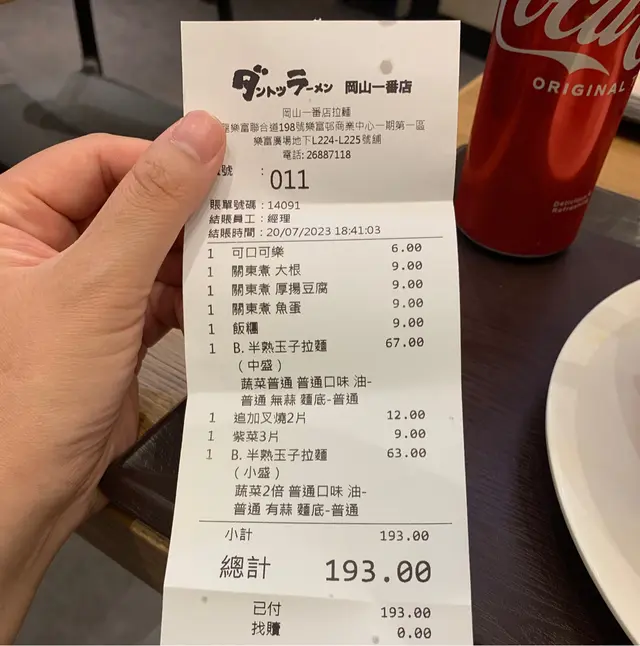 ダントツラーメン 岡山一番店
岡山一番店拉麵
樂富聯合道198號樂富邨商業中心一期第一區
樂富廣場地下L224-L225號舖
電話: 26887118
號 : 011
賬單號碼 : 14091
結賬員工 : 經理
結賬時間 : 20/07/2023 18:41:03
1 可口可樂 6.00
1 關東煮 大根 9.00
1 關東煮 厚揚豆腐 9.00
1 關東煮 魚蛋 9.00
1 飯糰 9.00
1 B. 半熟玉子拉麵 67.00
（中盛）
蔬菜普通 普通口味 油-
普通 無蒜 麵底-普通
1 追加叉燒2片 12.00
1 紫菜3片 9.00
1 B. 半熟玉子拉麵 63.00
（小盛）
蔬菜2倍 普通口味 油-
普通 有蒜 麵底-普通
小計 193.00
總計 193.00
已付 193.00
找贖 0.00
ORIGINAL
Delicious
Refreshing